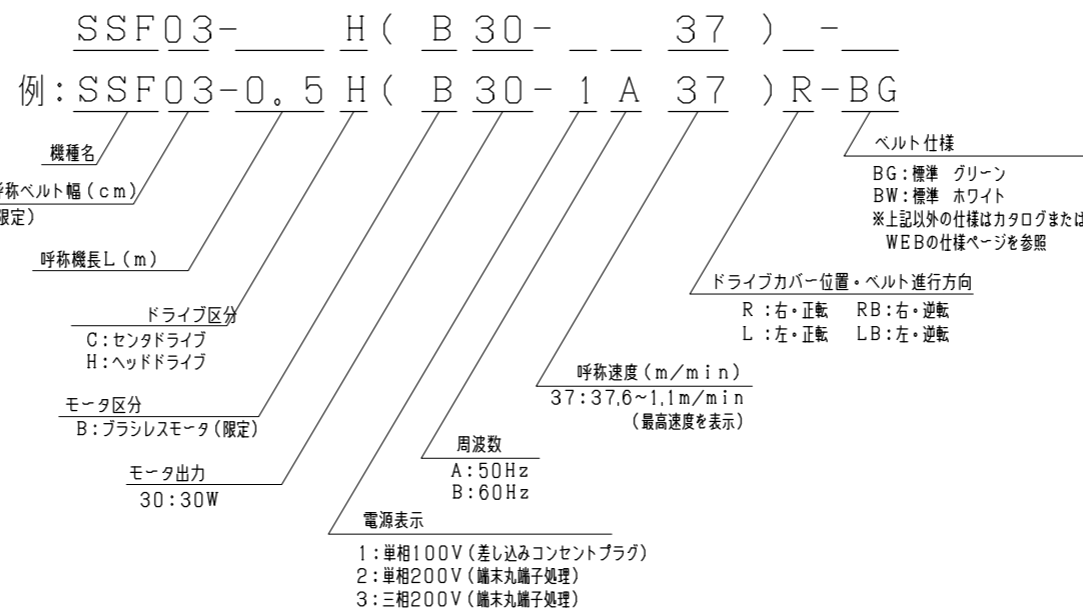 SSF03- H( B 30- 37 ) -
例:SSF03-0.5H( B 30-1 A 37 )R-BG
機種名
呼称ベルト幅(cm)
限定)
呼称機長L(m)
ドライブ区分
C:センタドライブ
H:ヘッドドライブ
モータ区分
B:ブラシレスモータ(限定)
モータ出力
30:30W
電源表示
1:単相100V(差し込みコンセントプラグ)
2:単相200V(端末丸端子処理)
3:三相200V(端末丸端子処理)
周波数
A:50Hz
B:60Hz
呼称速度(m/min)
37:37.6~1.1m/min
(最高速度を表示)
ドライブカバー位置・ベルト進行方向
R:右・正転 RB:右・逆転
L:左・正転 LB:左・逆転
ベルト仕様
BG:標準 グリーン
BW:標準 ホワイト
※上記以外の仕様はカタログまたは
WEBの仕様ページを参照